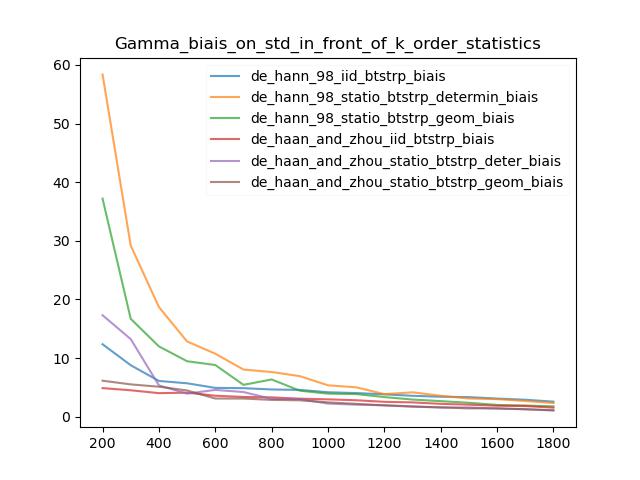 Gamma_biais_on_std_in_front_of_k_order_statistics
60
50
40
30
20
10
0
de_hann_98_iid_btstrp_biais
de_hann_98_statio_btstrp_determin_biais
de_hann_98_statio_btstrp_geom_biais
de_haan_and_zhou_iid_btstrp_biais
de_haan_and_zhou_statio_btstrp_deter_biais
de_haan_and_zhou_statio_btstrp_geom_biais
200 400 600 800 1000 1200 1400 1600 1800